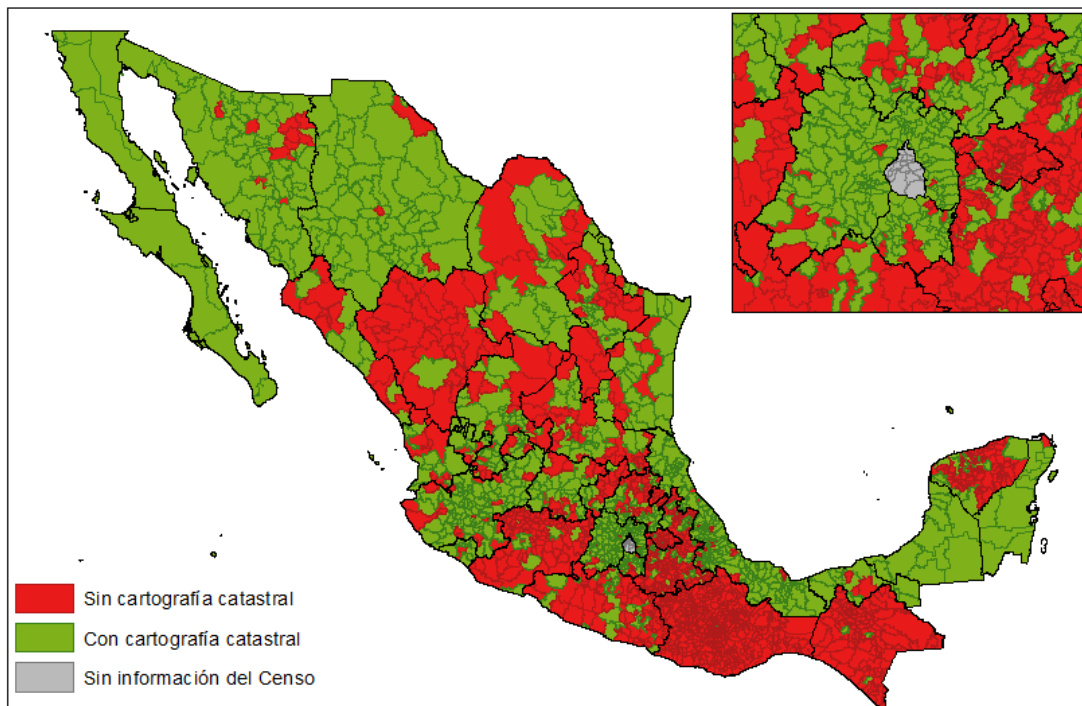 Sin cartografía catastral
Con cartografía catastral
Sin información del Censo